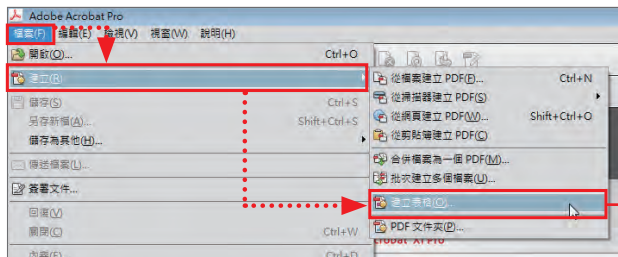 Adobe Acrobat Pro
檔案(F) 編輯(E) 檢視(V) 視窗(W) 說明(H)
開啟(O)... Ctrl+O
建立(R)
儲存(S) Ctrl+S
另存新檔(A)... Shift+Ctrl+S
儲存為其他(H)...
傳送檔案(L)...
簽署文件...
回復(V)
關閉(C) Ctrl+W
內容(E) Ctrl+D
從檔案建立 PDF(F)... Ctrl+N
從掃描器建立 PDF(S)
從網頁建立 PDF(W)... Shift+Ctrl+O
從剪貼簿建立 PDF(C)
合併檔案為一個 PDF(M)...
批次建立多個檔案(U)...
建立表格(O)...
PDF 文件夾(P)...
Acrobat XI Pro